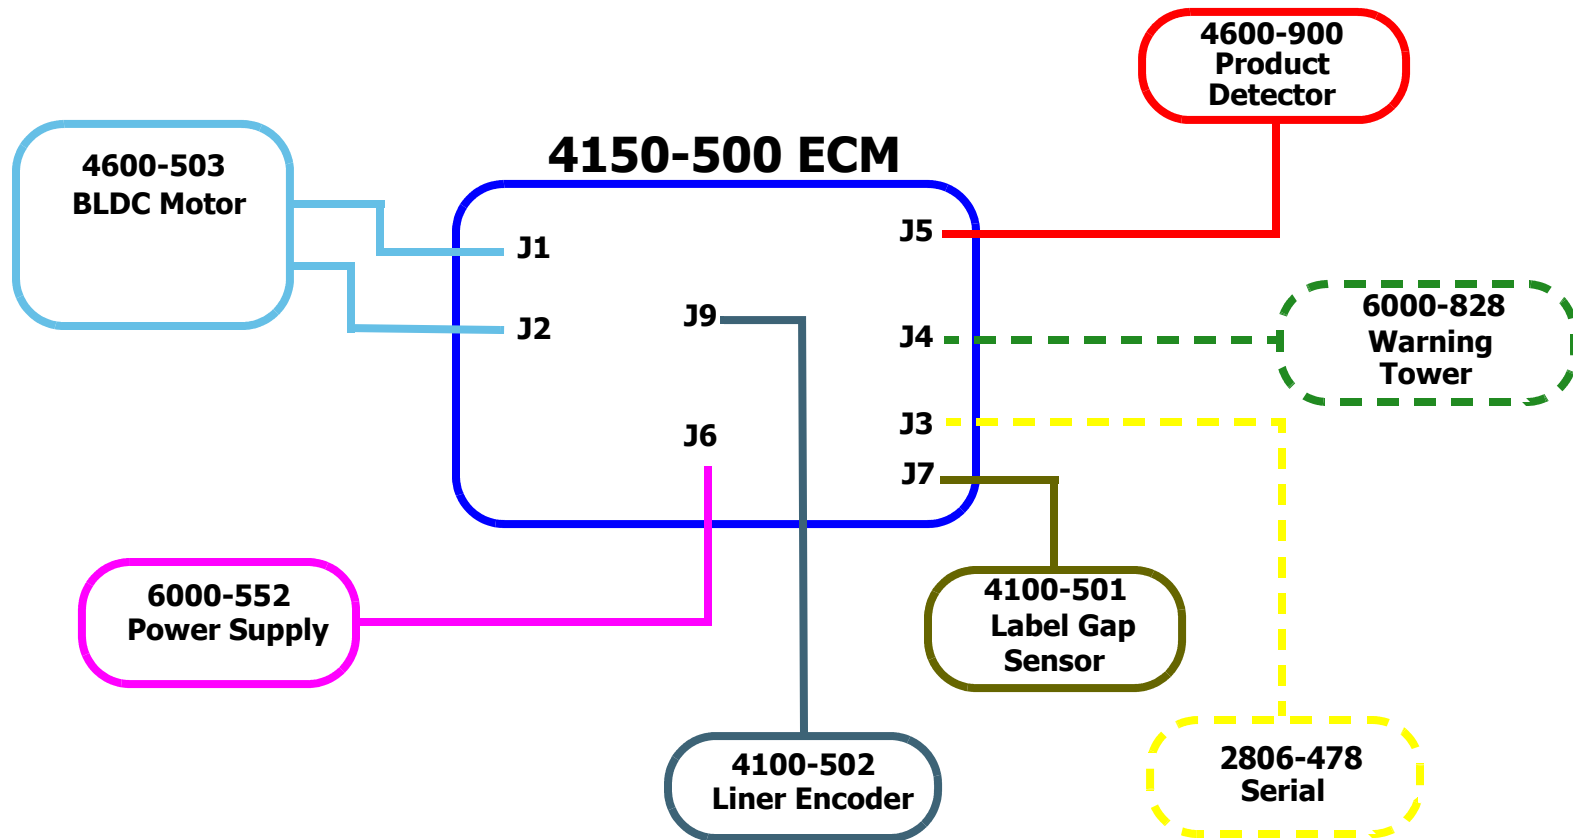 4600-900
Product
Detector
4150-500 ECM
4600-503
BLDC Motor
J1
J2
J9
J6
J5
J4
J3
J7
6000-828
Warning
Tower
6000-552
Power Supply
4100-501
Label Gap
Sensor
4100-502
Liner Encoder
2806-478
Serial